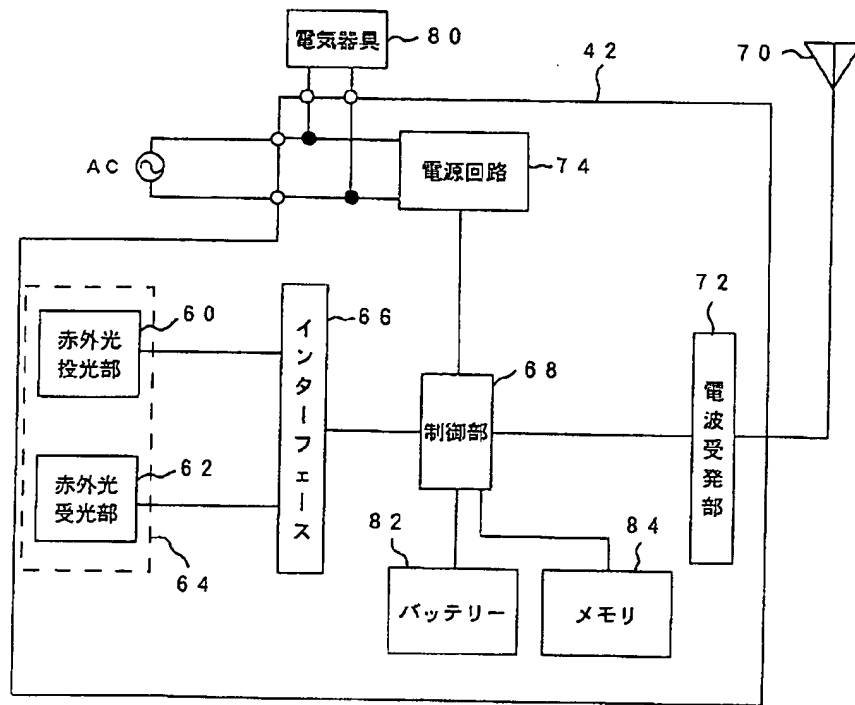 電気器具
80
42
70
AC
電源回路
74
赤外光
投光部
60
インターフェース
66
72
電波受発部
制御部
68
赤外光
受光部
62
64
82
バッテリー
84
メモリ